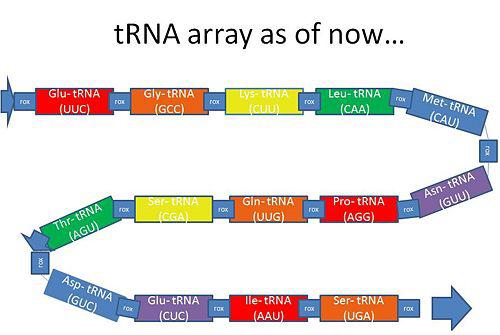 tRNA array as of now...
rox
Glu- tRNA
(UUC)
rox
Gly- tRNA
(GCC)
rox
Lys- tRNA
(CUU)
rox
Leu- tRNA
(CAA)
rox
Met- tRNA
(CAU)
rox
Asn- tRNA
(GUU)
rox
Pro- tRNA
(AGG)
rox
Gln- tRNA
(UUG)
rox
Ser- tRNA
(CGA)
rox
Thr- tRNA
(AGU)
rox
Asp- tRNA
(GUC)
rox
Glu- tRNA
(CUC)
rox
Ile- tRNA
(AAU)
rox
Ser- tRNA
(UGA)